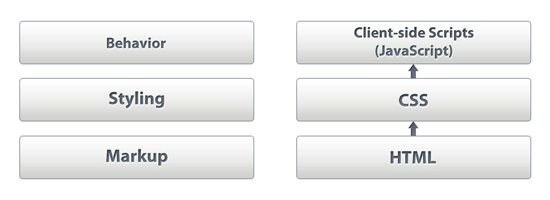 Behavior
Client-side Scripts
(JavaScript)
Styling
CSS
Markup
HTML